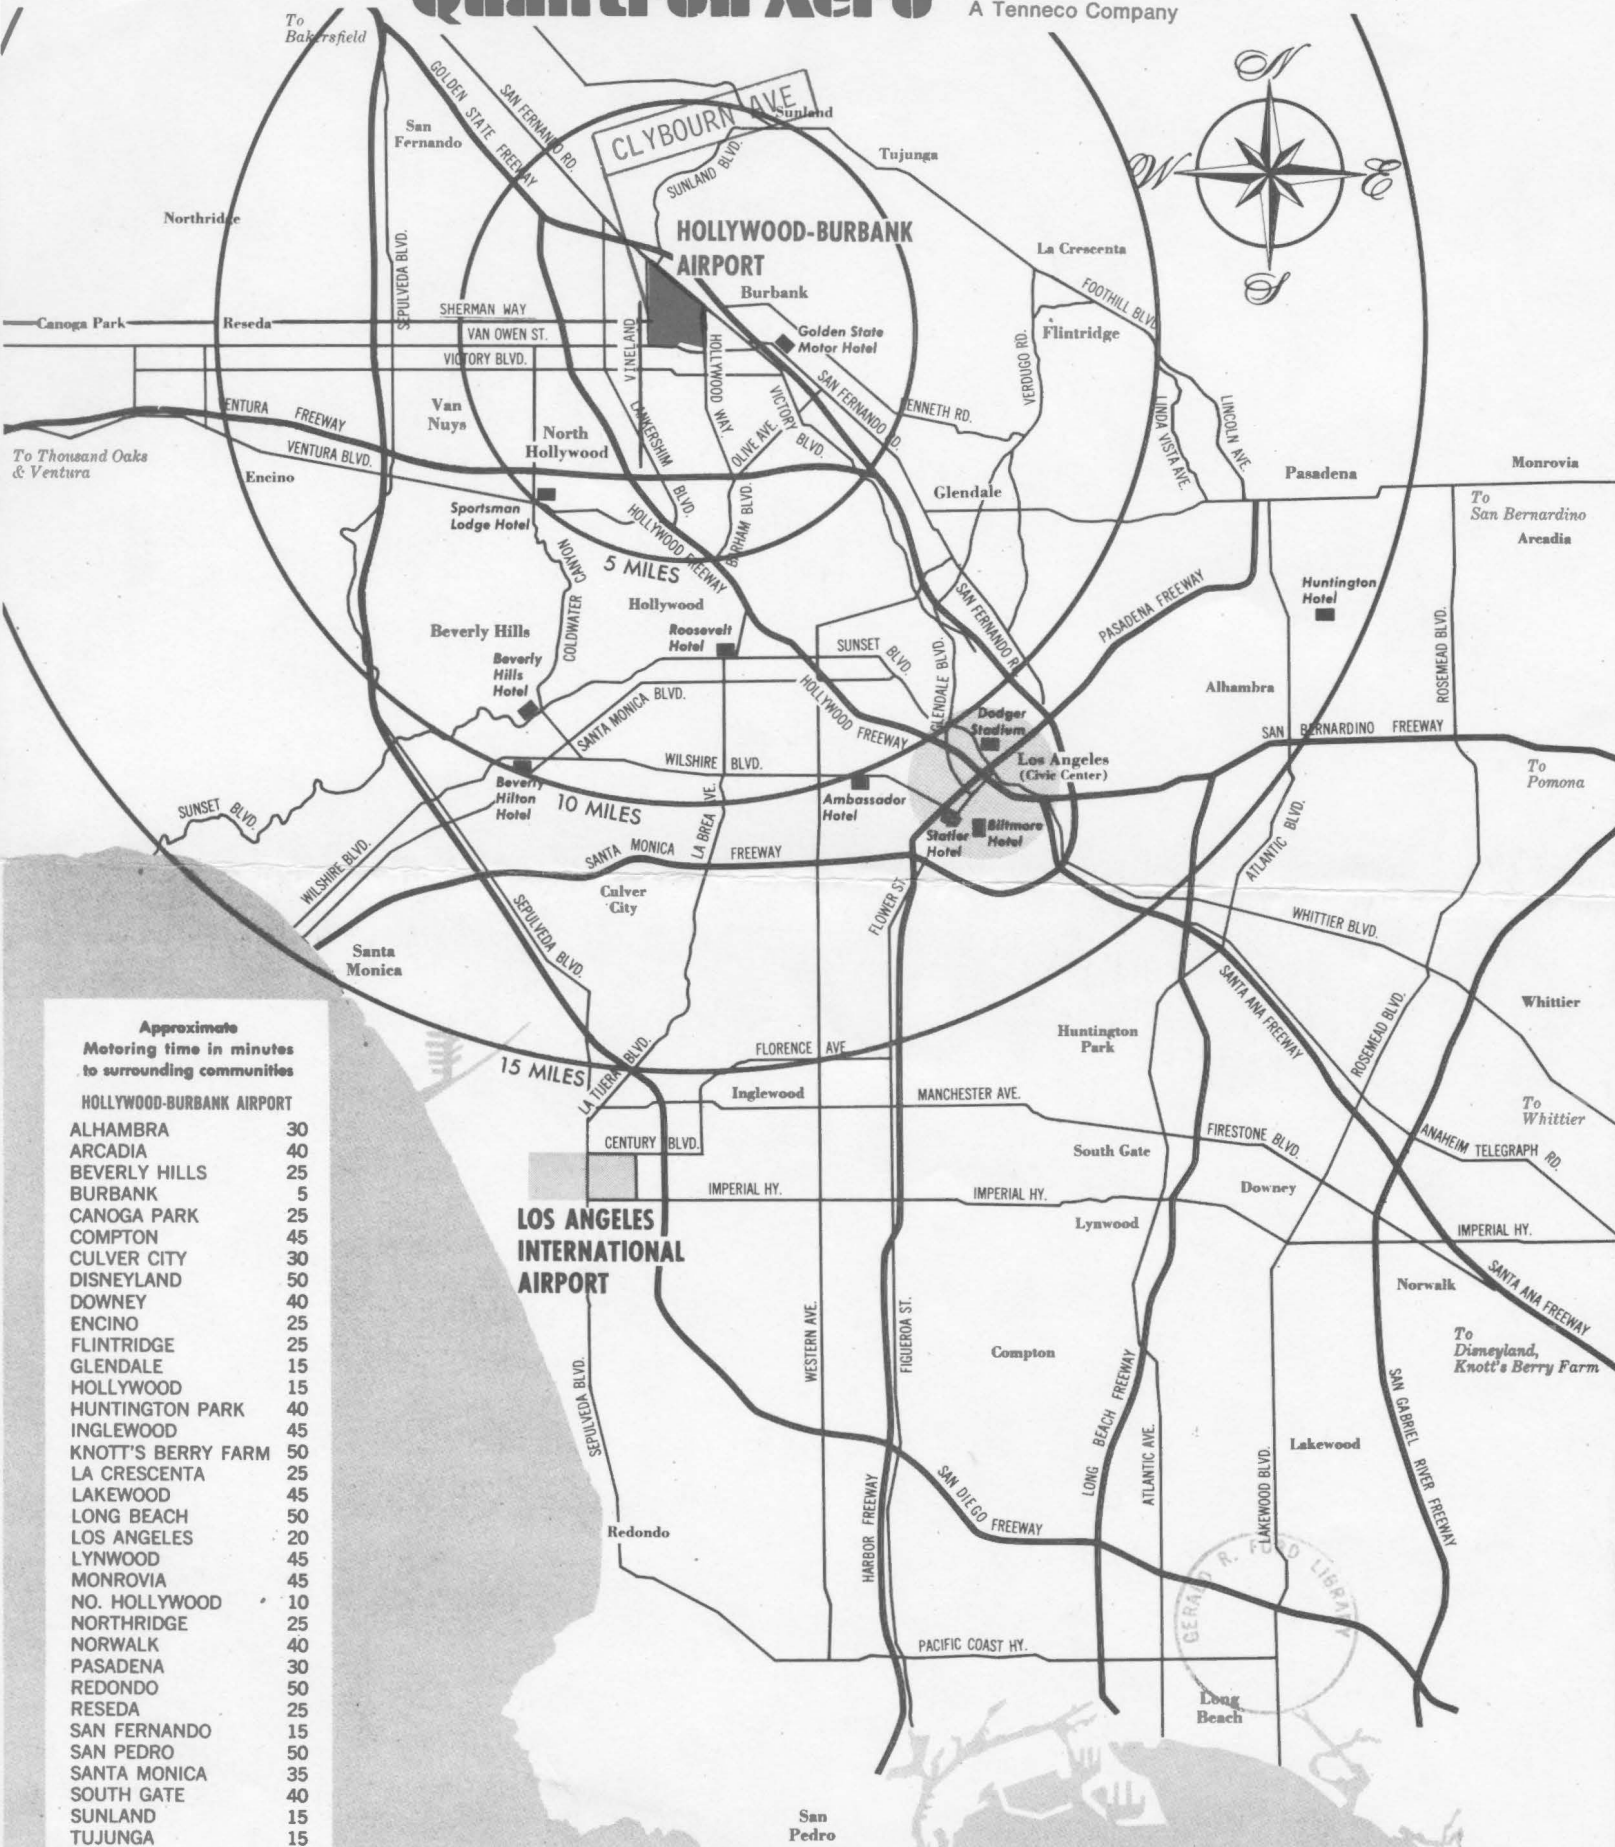 Quantron Aero
A Tenneco Company
To
Bakersfield
GOLDEN STATE FREEWAY
SAN FERNANDO RD.
CLYBOURN AVE
Sunland
San
Fernando
Tujunga
SUNLAND BLVD.
N
W
E
S
Northridge
SEPULVEDA BLVD.
HOLLYWOOD-BURBANK
AIRPORT
La Crescenta
FOOTHILL BLVD
Burbank
Canoga Park
Reseda
SHERMAN WAY
VAN OWEN ST.
VICTORY BLVD.
VINELAND
HOLLYWOOD WAY.
Golden State
Motor Hotel
Flintridge
VERDUGO RD.
VENTURA FREEWAY
Van
Nuys
LANKERSHIM BLVD.
VICTORY BLVD.
SAN FERNANDO RD.
KENNETH RD.
LINDA VISTA AVE.
LINCOLN AVE.
OLIVE AVE.
North
Hollywood
To Thousand Oaks
& Ventura
VENTURA BLVD.
Encino
Pasadena
Monrovia
Glendale
To
San Bernardino
Arcadia
Sportsman
Lodge Hotel
HOLLYWOOD FREEWAY
BARHAM BLVD.
5 MILES
COLDWATER CANYON
Hollywood
Huntington
Hotel
PASADENA FREEWAY
SAN FERNANDO RD.
ROSEMEAD BLVD.
Beverly Hills
Roosevelt
Hotel
SUNSET BLVD.
GLENDALE BLVD.
Beverly
Hills
Hotel
SANTA MONICA BLVD.
HOLLYWOOD FREEWAY
Alhambra
Dodger
Stadium
SAN BERNARDINO FREEWAY
Los Angeles
(Civic Center)
To
Pomona
WILSHIRE BLVD.
Beverly
Hilton
Hotel
10 MILES
LA BREA AVE.
Ambassador
Hotel
Statler
Hotel
Biltmore
Hotel
SUNSET BLVD.
WILSHIRE BLVD.
SANTA MONICA FREEWAY
ATLANTIC BLVD.
Culver
City
FLOWER ST.
WHITTIER BLVD.
SEPULVEDA BLVD.
Santa
Monica
SANTA ANA FREEWAY
ROSEMEAD BLVD.
Whittier
Huntington
Park
FLORENCE AVE
15 MILES
LA TIJERA BLVD.
Inglewood
MANCHESTER AVE.
To
Whittier
CENTURY BLVD.
South Gate
FIRESTONE BLVD.
ANAHEIM TELEGRAPH RD.
IMPERIAL HY.
IMPERIAL HY.
Downey
Lynwood
IMPERIAL HY.
LOS ANGELES
INTERNATIONAL
AIRPORT
Norwalk
SANTA ANA FREEWAY
To
Disneyland,
Knott's Berry Farm
WESTERN AVE.
FIGUEROA ST.
Compton
SEPULVEDA BLVD.
LONG BEACH FREEWAY
ATLANTIC AVE.
LAKEWOOD BLVD.
Lakewood
SAN GABRIEL RIVER FREEWAY
HARBOR FREEWAY
SAN DIEGO FREEWAY
Redondo
GERALD R. FORD LIBRARY
PACIFIC COAST HY.
Long
Beach
San
Pedro
Approximate
Motoring time in minutes
to surrounding communities
HOLLYWOOD-BURBANK AIRPORT
ALHAMBRA 30
ARCADIA 40
BEVERLY HILLS 25
BURBANK 5
CANOGA PARK 25
COMPTON 45
CULVER CITY 30
DISNEYLAND 50
DOWNEY 40
ENCINO 25
FLINTRIDGE 25
GLENDALE 15
HOLLYWOOD 15
HUNTINGTON PARK 40
INGLEWOOD 45
KNOTT'S BERRY FARM 50
LA CRESCENTA 25
LAKEWOOD 45
LONG BEACH 50
LOS ANGELES 20
LYNWOOD 45
MONROVIA 45
NO. HOLLYWOOD 10
NORTHRIDGE 25
NORWALK 40
PASADENA 30
REDONDO 50
RESEDA 25
SAN FERNANDO 15
SAN PEDRO 50
SANTA MONICA 35
SOUTH GATE 40
SUNLAND 15
TUJUNGA 15